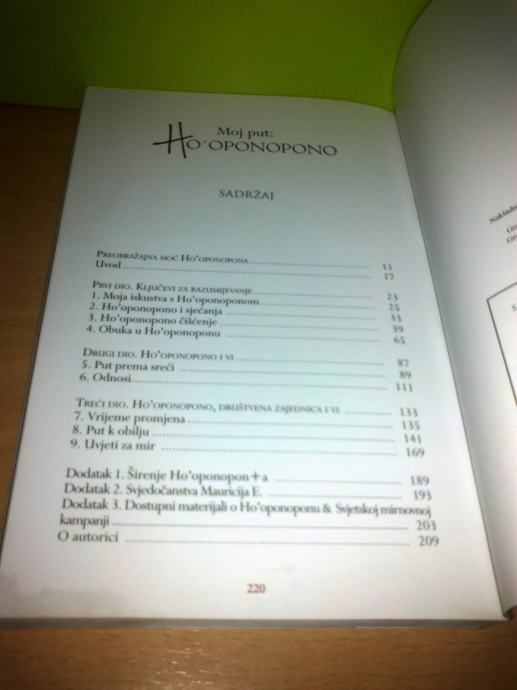 Moj put:
HO'OPONOPONO
SADRŽAJ
PREOBRAŽAJNA MOĆ HO'OPONOPONA 11
Uvod 17
PRVI DIO. KLJUČEVI ZA RAZUMIJEVANJE 23
1. Moja iskustva s Ho'oponoponom 25
2. Ho'oponopono i sjećanja 33
3. Ho'oponopono čišćenje 39
4. Obuka u Ho'oponoponu 65
DRUGI DIO. HO'OPONOPONO I VI 87
5. Put prema sreći 89
6. Odnosi 111
TREĆI DIO. HO'OPONOPONO, DRUŠTVENA ZAJEDNICA I VI 133
7. Vrijeme promjena 135
8. Put k obilju 141
9. Uvjeti za mir 169
Dodatak 1. Širenje Ho'oponopon+a 189
Dodatak 2. Svjedočanstva Mauricija E. 193
Dodatak 3. Dostupni materijali o Ho'oponoponu & Svjetskoj mirnovnoj
kampanji 203
O autorici 209
220